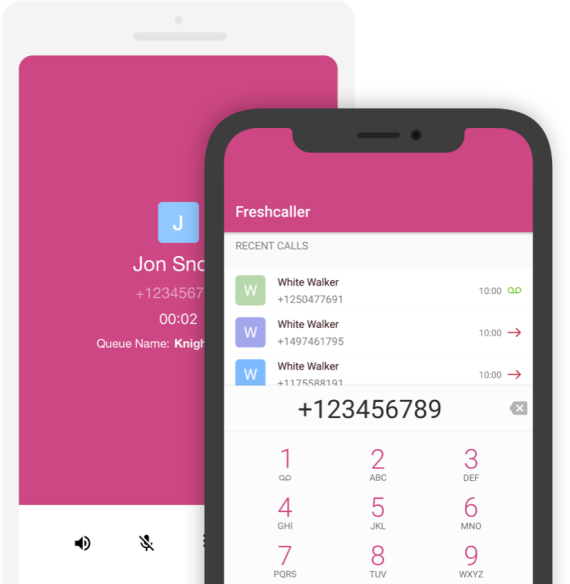 J
Jon Sno
+1234567
00:02
Queue Name: Knigh
Freshcaller
RECENT CALLS
W
White Walker
+1250477691
10:00
W
White Walker
+1497461795
10:00
W
White Walker
+1175588191
10:00
+123456789
1 2 3
ABC DEF
4 5 6
GHI JKL MNO
7 8 9
PQRS TUV WXYZ